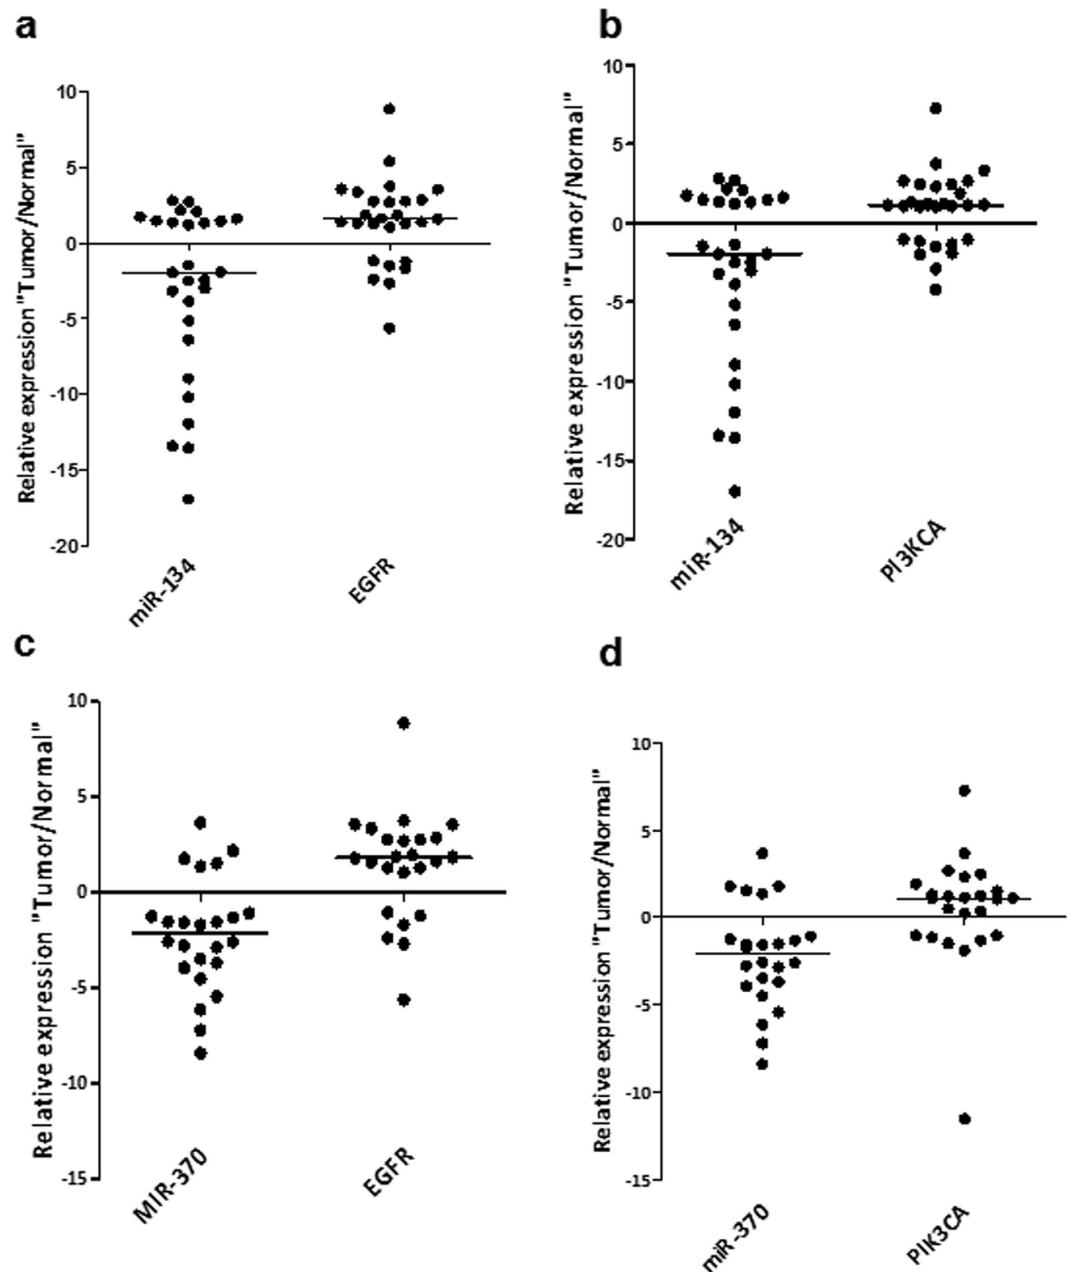 a
Relative expression "Tumor/Normal"
10
5
0
-5
-10
-15
-20
miR-134
EGFR
b
Relative expression "Tumor/Normal"
10
5
0
-5
-10
-15
-20
miR-134
PI3KCA
c
Relative expression "Tumor/Normal"
10
5
0
-5
-10
-15
MIR-370
EGFR
d
Relative expression "Tumor/Normal"
10
5
0
-5
-10
-15
miR-370
PIK3CA